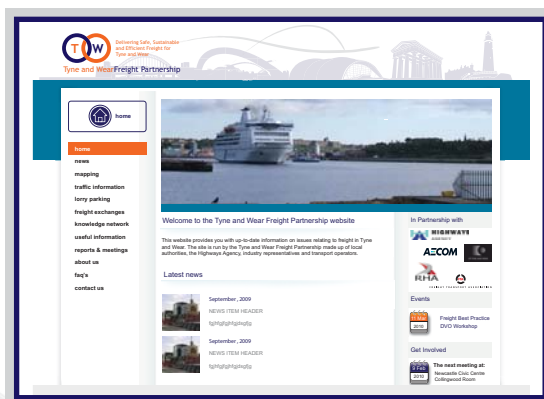 Delivering Safe, Sustainable
and Efficient Freight for
Tyne and Wear
TW
Tyne and WearFreight Partnership
home
home
news
mapping
traffic information
lorry parking
freight exchanges
knowledge network
useful information
reports & meetings
about us
faq's
contact us
Welcome to the Tyne and Wear Freight Partnership website
This website provides you with up-to-date information on issues relating to freight in Tyne
and Wear. The site is run by the Tyne and Wear Freight Partnership made up of local
authorities, the Highways Agency, industry representatives and transport operators.
Latest news
September, 2009
NEWS ITEM HEADER
September, 2009
NEWS ITEM HEADER
In Partnership with
HIGHWAYS
AECOM
RHA
Events
11 Mar
2010
Freight Best Practice
DVO Workshop
Get Involved
9 Feb
2010
The next meeting at:
Newcastle Civic Centre
Collingwood Room